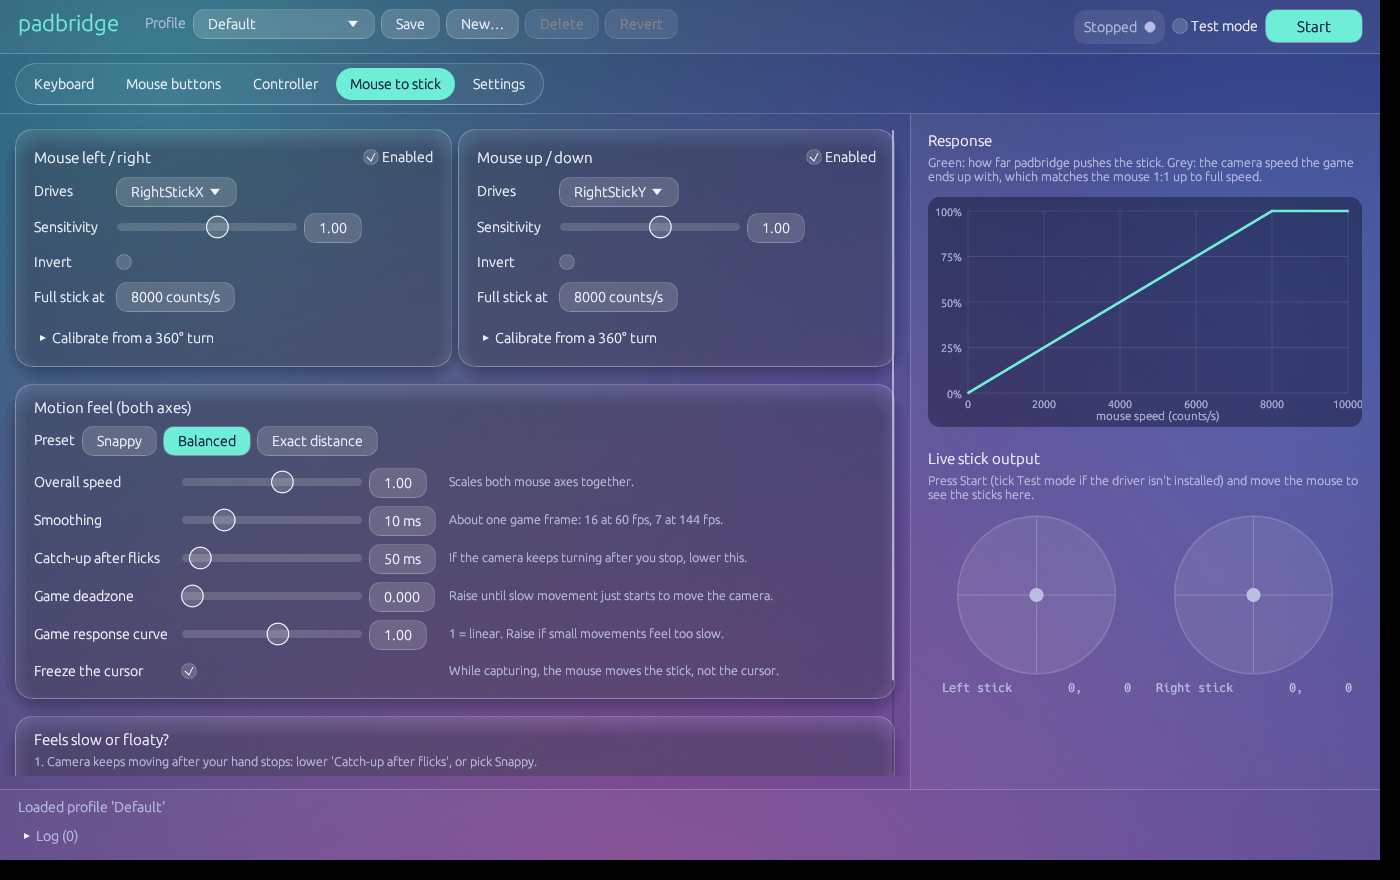 padbridge Profile Default Save New... Delete Revert Stopped Test mode Start
Keyboard Mouse buttons Controller Mouse to stick Settings
Mouse left / right Enabled
Drives RightStickX
Sensitivity 1.00
Invert
Full stick at 8000 counts/s
Calibrate from a 360° turn
Mouse up / down Enabled
Drives RightStickY
Sensitivity 1.00
Invert
Full stick at 8000 counts/s
Calibrate from a 360° turn
Motion feel (both axes)
Preset Snappy Balanced Exact distance
Overall speed 1.00 Scales both mouse axes together.
Smoothing 10 ms About one game frame: 16 at 60 fps, 7 at 144 fps.
Catch-up after flicks 50 ms If the camera keeps turning after you stop, lower this.
Game deadzone 0.000 Raise until slow movement just starts to move the camera.
Game response curve 1.00 1 = linear. Raise if small movements feel too slow.
Freeze the cursor While capturing, the mouse moves the stick, not the cursor.
Feels slow or floaty?
1. Camera keeps moving after your hand stops: lower 'Catch-up after flicks', or pick Snappy.
Response
Green: how far padbridge pushes the stick. Grey: the camera speed the game
ends up with, which matches the mouse 1:1 up to full speed.
100%
75%
50%
25%
0%
0 2000 4000 6000 8000 10000
mouse speed (counts/s)
Live stick output
Press Start (tick Test mode if the driver isn't installed) and move the mouse to
see the sticks here.
Left stick 0, 0 Right stick 0, 0
Loaded profile 'Default'
Log (0)